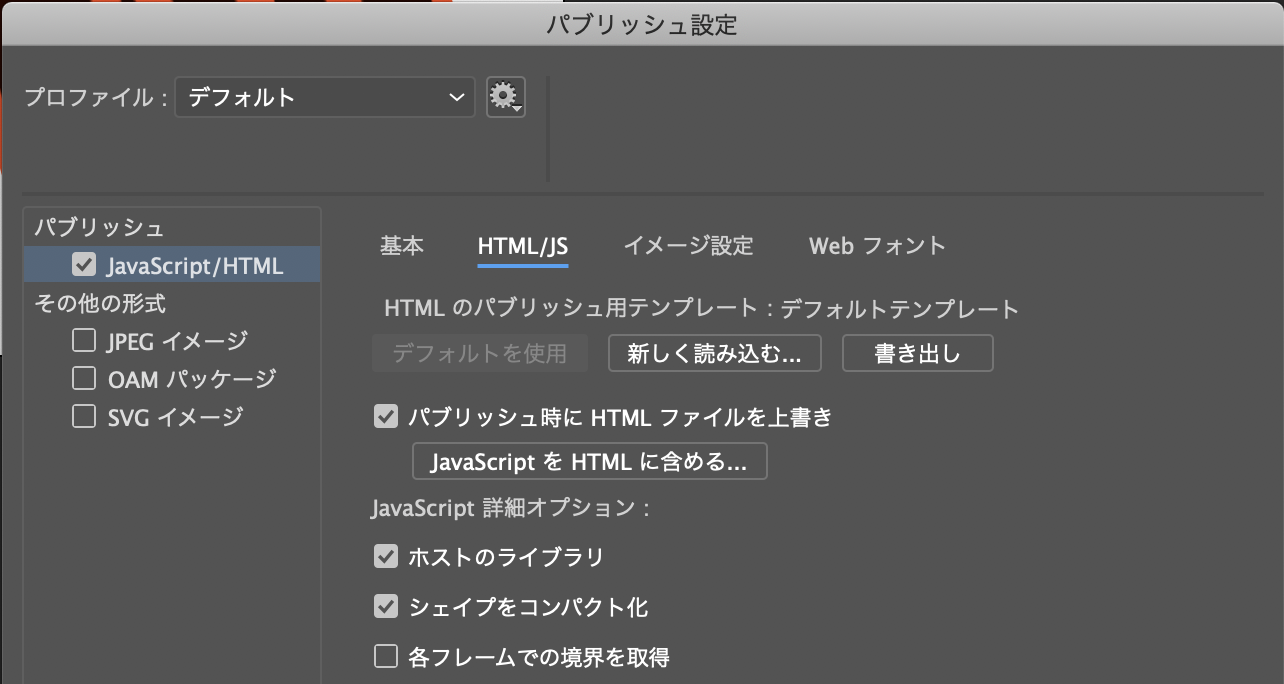 パブリッシュ設定
プロファイル : デフォルト
パブリッシュ
JavaScript/HTML
その他の形式
JPEG イメージ
OAM パッケージ
SVG イメージ
基本 HTML/JS イメージ設定 Web フォント
HTML のパブリッシュ用テンプレート : デフォルトテンプレート
デフォルトを使用 新しく読み込む... 書き出し
パブリッシュ時に HTML ファイルを上書き
JavaScript を HTML に含める...
JavaScript 詳細オプション :
ホストのライブラリ
シェイプをコンパクト化
各フレームでの境界を取得